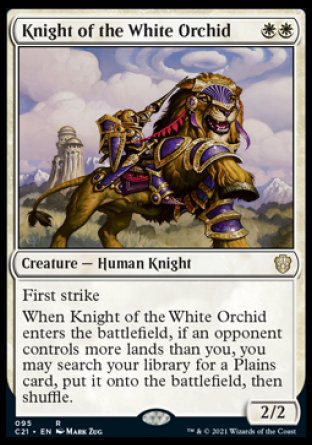 Knight of the White Orchid
Creature — Human Knight
First strike
When Knight of the White Orchid
enters the battlefield, if an opponent
controls more lands than you, you
may search your library for a Plains
card, put it onto the battlefield, then
shuffle.
2/2
095 R
C21 • EN Mark Zug
™ & © 2021 Wizards of the Coast